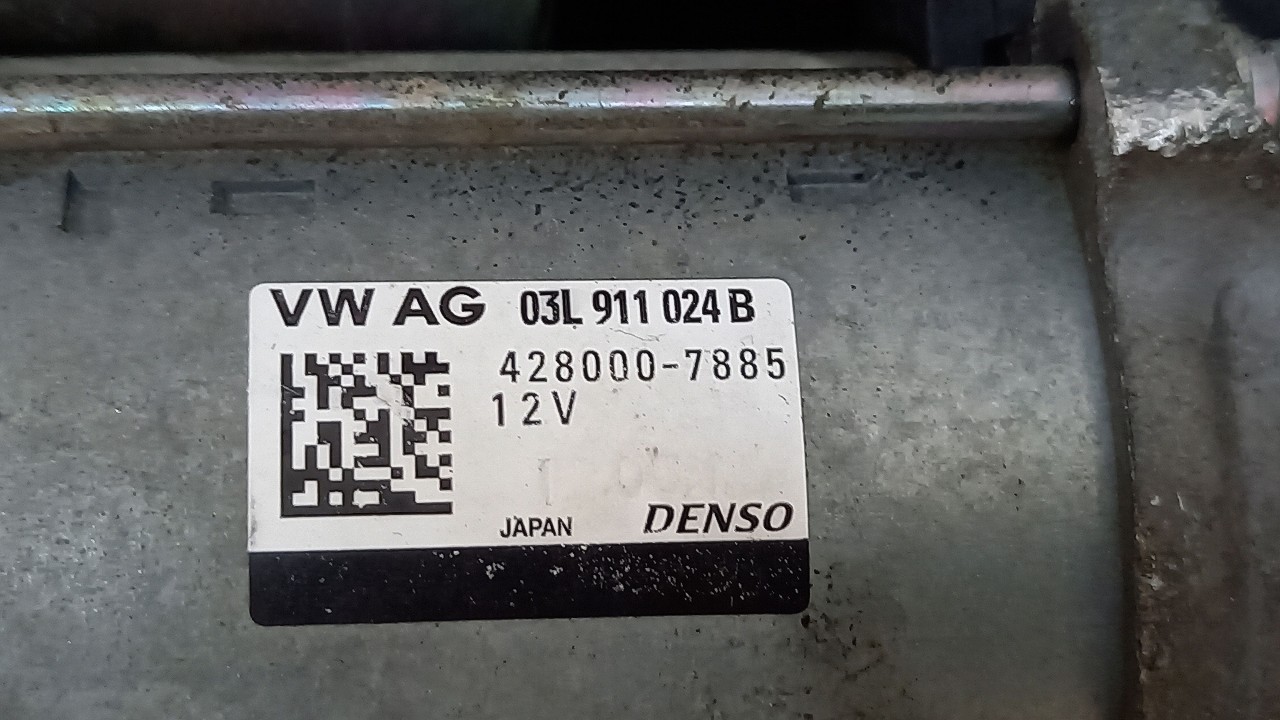 VW AG 03L 911 024 B
428000-7885
12V
JAPAN DENSO